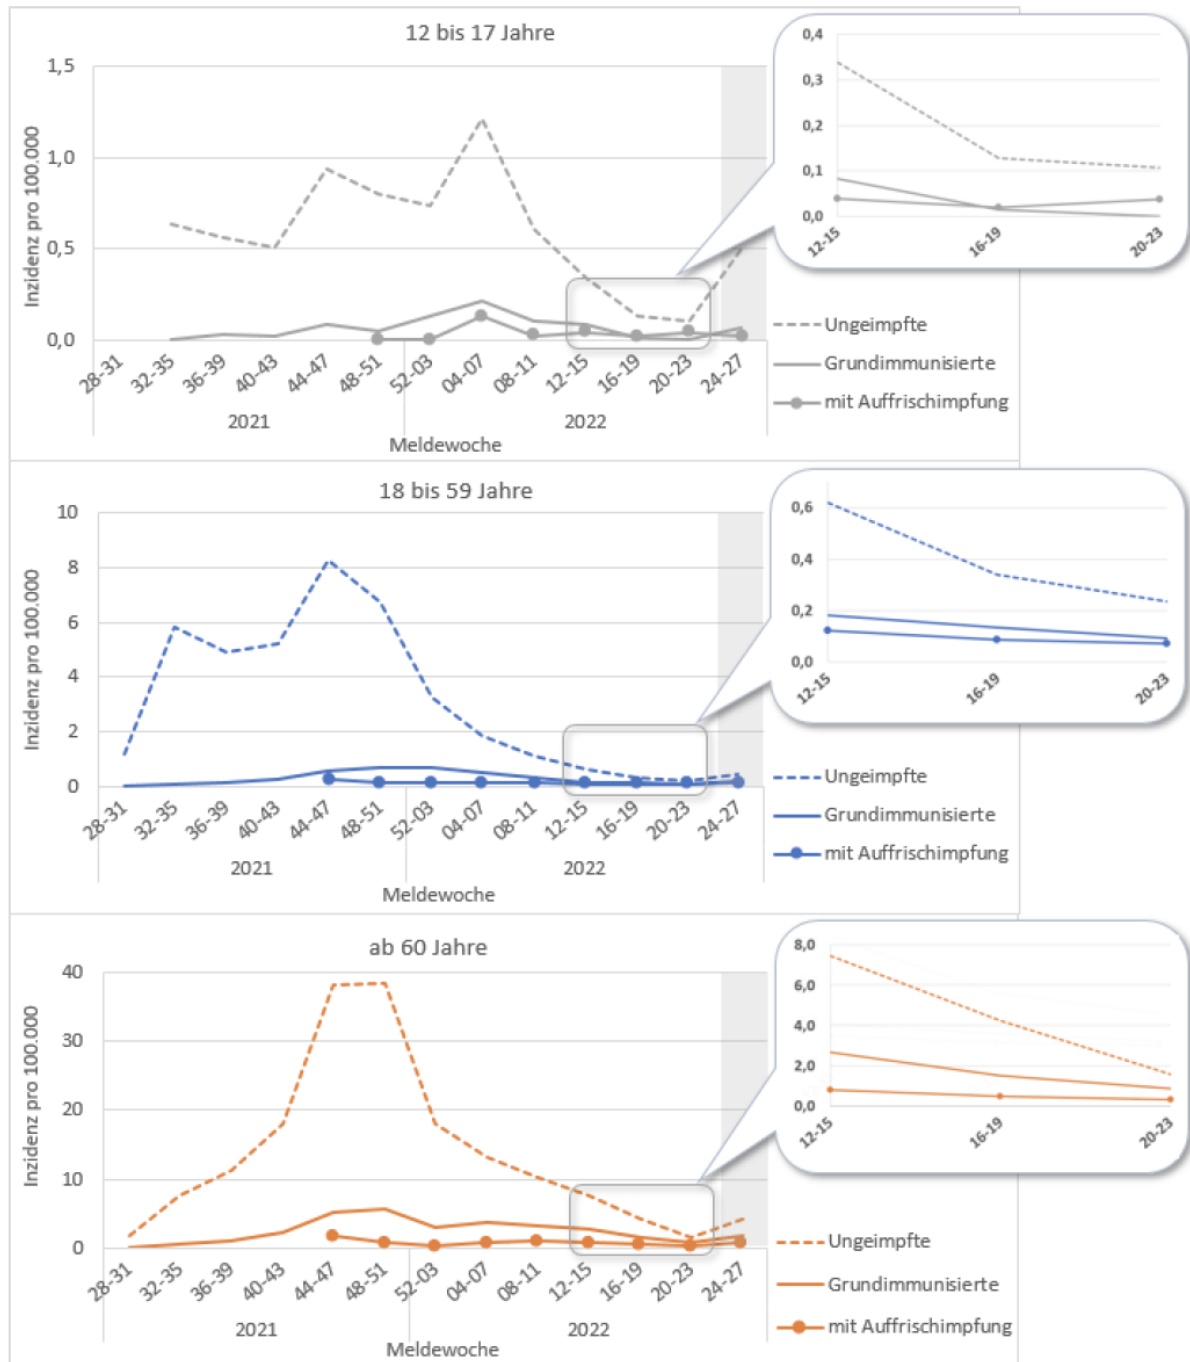 12 bis 17 Jahre
Inzidenz pro 100.000
1,5
1,0
0,5
0,0
28-31 32-35 36-39 40-43 44-47 48-51 52-03 04-07 08-11 12-15 16-19 20-23 24-27
2021 2022
Meldewoche
0,4
0,3
0,2
0,1
0,0
12-15 16-19 20-23
Ungeimpfte
Grundimmunisierte
mit Auffrischimpfung
18 bis 59 Jahre
Inzidenz pro 100.000
10
8
6
4
2
0
28-31 32-35 36-39 40-43 44-47 48-51 52-03 04-07 08-11 12-15 16-19 20-23 24-27
2021 2022
Meldewoche
0,6
0,4
0,2
0,0
12-15 16-19 20-23
Ungeimpfte
Grundimmunisierte
mit Auffrischimpfung
ab 60 Jahre
Inzidenz pro 100.000
40
30
20
10
0
28-31 32-35 36-39 40-43 44-47 48-51 52-03 04-07 08-11 12-15 16-19 20-23 24-27
2021 2022
Meldewoche
8,0
6,0
4,0
2,0
0,0
12-15 16-19 20-23
Ungeimpfte
Grundimmunisierte
mit Auffrischimpfung